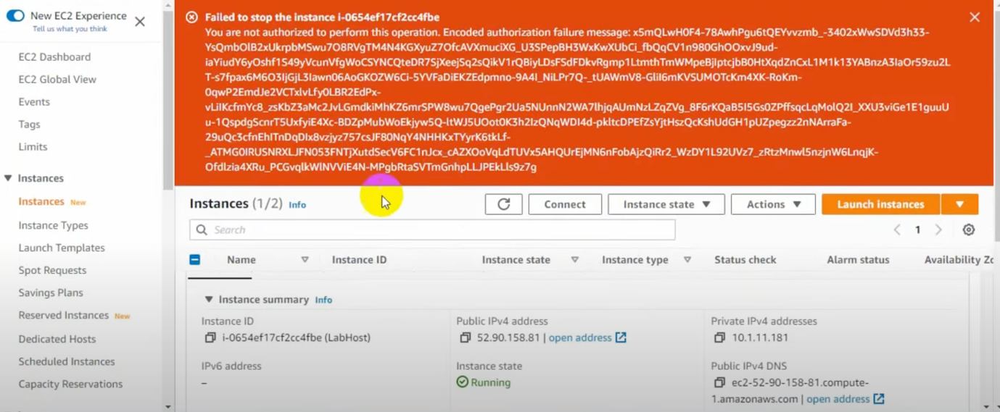 New EC2 Experience
Tell us what you think
EC2 Dashboard
EC2 Global View
Events
Tags
Limits
Instances
Instances New
Instance Types
Launch Templates
Spot Requests
Savings Plans
Reserved Instances New
Dedicated Hosts
Scheduled Instances
Capacity Reservations
Failed to stop the instance i-0654ef17cf2cc4fbe
You are not authorized to perform this operation. Encoded authorization failure message: x5mQLwH0F4-78AwhPgu6tQEYvvzmb_-3402xWwSDVd3h33-
YsQmbOlB2xUkrpbMSwu7O8RVgTM4N4KGXyuZ7OfcAVXmuciXG_U3SPepBH3WxKwXUbCi_fbQqCV1n980GhOOxvJ9ud-
iaYiudY6yOshf1S49yVcunVfgWoCSYNCQteDR7SjXeejSq2sQikV1rQBiyLDsFSdFDkvRgmp1LtmthTmWMpeBjIptcjbB0HtXqdZnCxL1M1k13YABnzA3IaOr59zu2L
T-s7fpax6M6O3IjGjL3Iawn06AoGKOZW6Ci-5YVFaDiEKZEdpmno-9A4I_NiLPr7Q-_tUAWmV8-GliI6mKVSUMOTcKm4XK-RoKm-
0qwP2EmdJe2VCTxlvLfy0LBR2EdPx-
vLiIKcfmYc8_zsKbZ3aMc2JvLGmdkiMhKZ6mrSPW8wu7QgePgr2Ua5NUnnN2WA7lhjqAUmNzLZqZVg_8F6rKQaB5I5Gs0ZPffsqcLqMolQ2I_XXU3viGe1E1guuU
u-1QspdgScnrT5UxfyiE4Xc-BDZpMubWoEkjyw5Q-ltWJ5UOot0K3h2IzQNqWDI4d-pkltcDPEfZsYjtHszQcKshUdGH1pUZpegzz2nNArraFa-
29uQc3cfnEhITnDqDIx8vzjyz757csJF80NqY4NHHKxTYyrK6tkLf-
_ATMG0IRUSNRXLJFN053FNTjXutdSecV6FC1nJcx_cAZXOoVqLdTUVx5AHQUrEjMN6nFobAjzQiRr2_WzDY1L92UVz7_zRtzMnwl5nzjnW6LnqjK-
Ofdlzia4XRu_PCGvqlkWlNVViE4N-MPgbRtaSVTmGnhpLLJPEkLls9z7g
Instances (1/2) Info
Connect
Instance state
Actions
Launch instances
Search
1
Name Instance ID Instance state Instance type Status check Alarm status Availability Zo
Instance summary Info
Instance ID
i-0654ef17cf2cc4fbe (LabHost)
Public IPv4 address
52.90.158.81 | open address
Private IPv4 addresses
10.1.11.181
IPv6 address
–
Instance state
Running
Public IPv4 DNS
ec2-52-90-158-81.compute-
1.amazonaws.com | open address